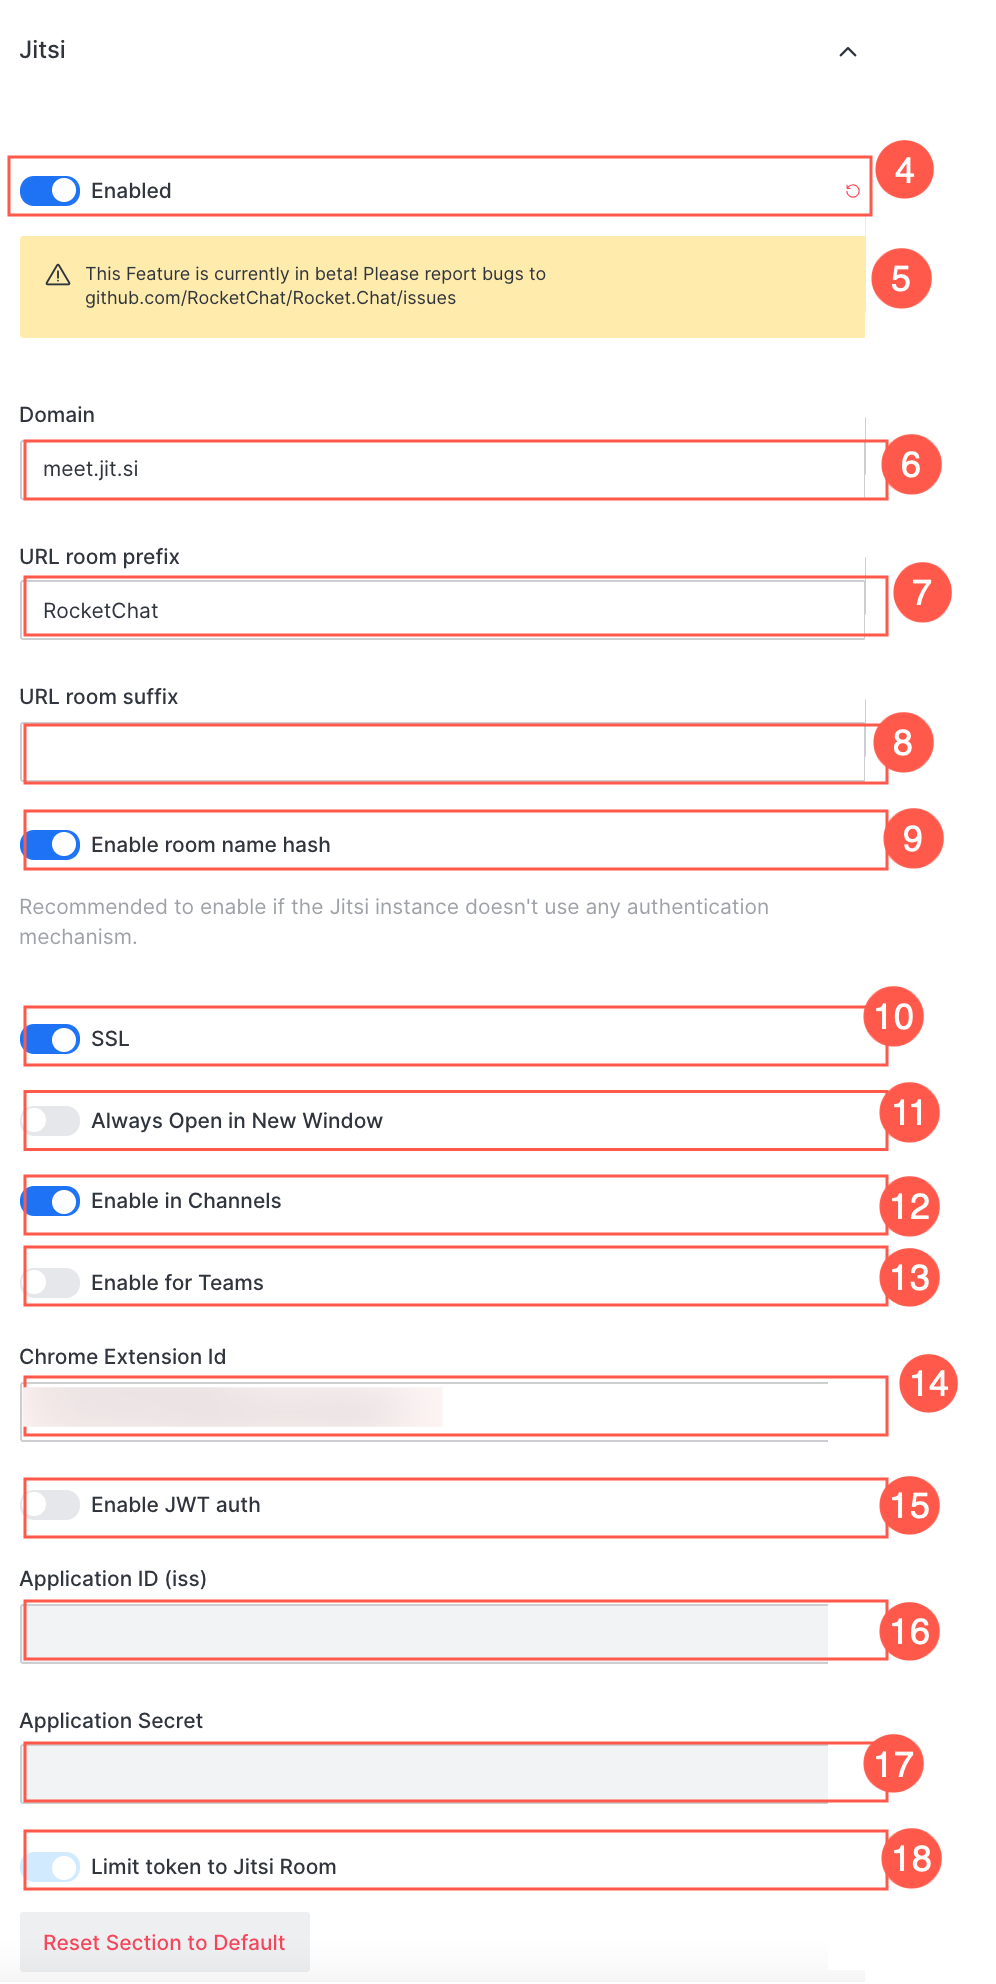 Jitsi
Enabled
4
This Feature is currently in beta! Please report bugs to
github.com/RocketChat/Rocket.Chat/issues
5
Domain
meet.jit.si
6
URL room prefix
RocketChat
7
URL room suffix
8
Enable room name hash
9
Recommended to enable if the Jitsi instance doesn't use any authentication
mechanism.
SSL
10
Always Open in New Window
11
Enable in Channels
12
Enable for Teams
13
Chrome Extension Id
14
Enable JWT auth
15
Application ID (iss)
16
Application Secret
17
Limit token to Jitsi Room
18
Reset Section to Default